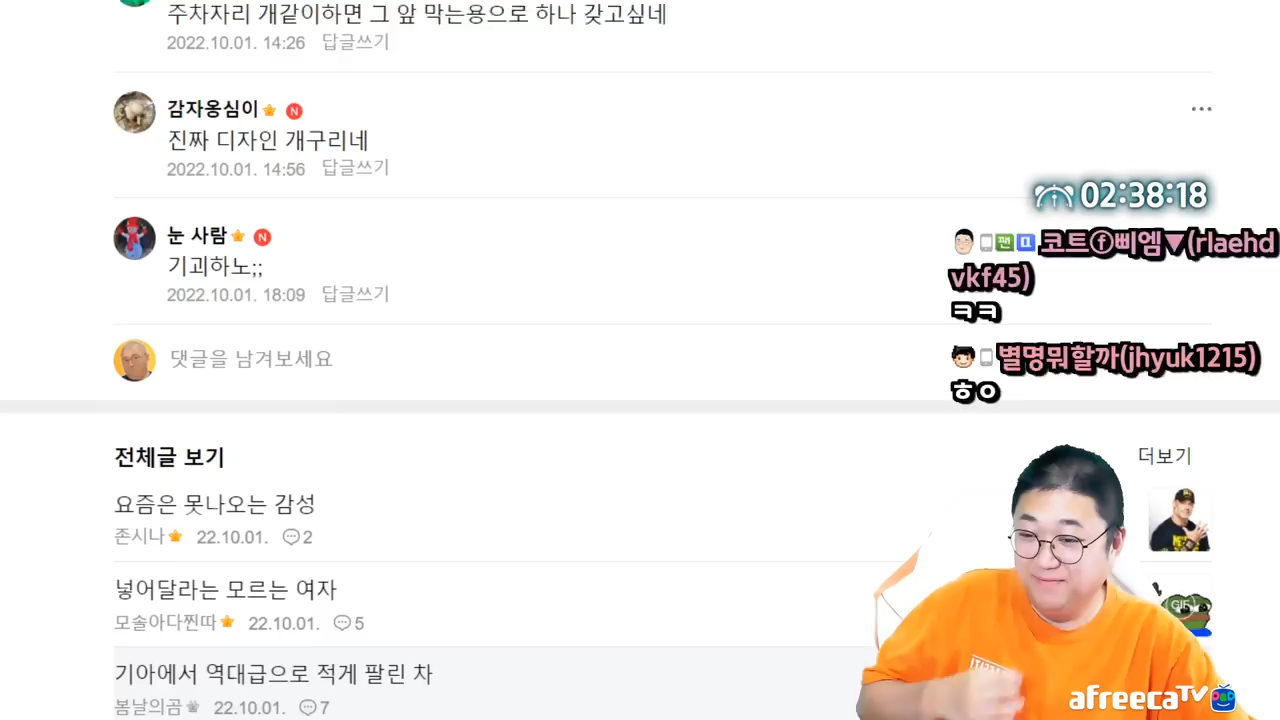 주차자리 개같이하면 그 앞 막는용으로 하나 갖고싶네
2022.10.01. 14:26 답글쓰기
감자옹심이 N
진짜 디자인 개구리네
2022.10.01. 14:56 답글쓰기
눈 사람 N
기괴하노;;
2022.10.01. 18:09 답글쓰기
댓글을 남겨보세요
02:38:18
팬 코트ⓕ삐엠▼(rlaehd
vkf45)
ㅋㅋ
별명뭐할까(jhyuk1215)
ㅎㅇ
전체글 보기
더보기
요즘은 못나오는 감성
존시나 22.10.01. 2
넣어달라는 모르는 여자
모솔아다찐따 22.10.01. 5
GIF
기아에서 역대급으로 적게 팔린 차
봄날의곰 22.10.01. 7
afreecaTV